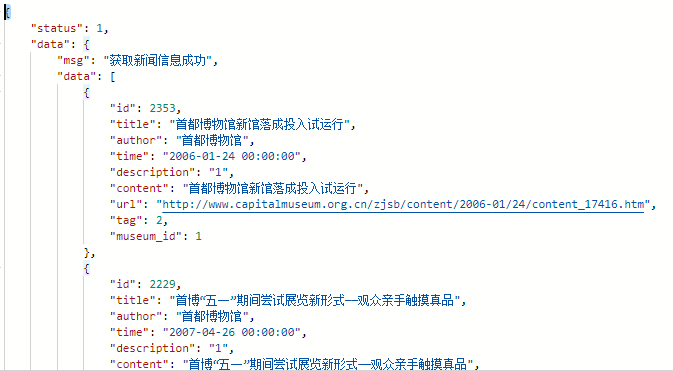 {
"status": 1,
"data": {
"msg": "获取新闻信息成功",
"data": [
{
"id": 2353,
"title": "首都博物馆新馆落成投入试运行",
"author": "首都博物馆",
"time": "2006-01-24 00:00:00",
"description": "1",
"content": "首都博物馆新馆落成投入试运行",
"url": "http://www.capitalmuseum.org.cn/zjsb/content/2006-01/24/content_17416.htm",
"tag": 2,
"museum_id": 1
},
{
"id": 2229,
"title": "首博“五一”期间尝试展览新形式—观众亲手触摸真品",
"author": "首都博物馆",
"time": "2007-04-26 00:00:00",
"description": "1",
"content": "首博“五一”期间尝试展览新形式—观众亲手触摸真品",